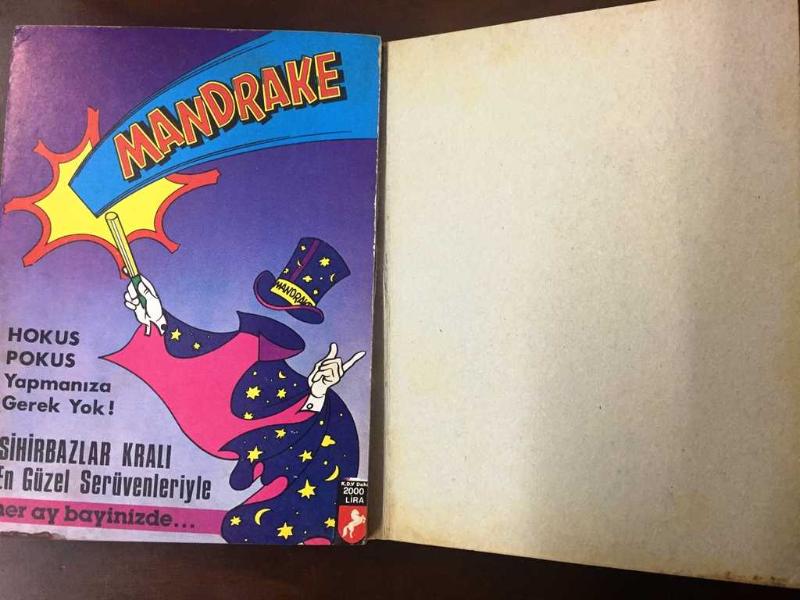 MANDRAKE
MANDRAKE
HOKUS
POKUS
Yapmanıza
Gerek Yok!
SİHİRBAZLAR KRALI
En Güzel Serüvenleriyle
her ay bayinizde...
K.D.V Dahil
2000
LİRA